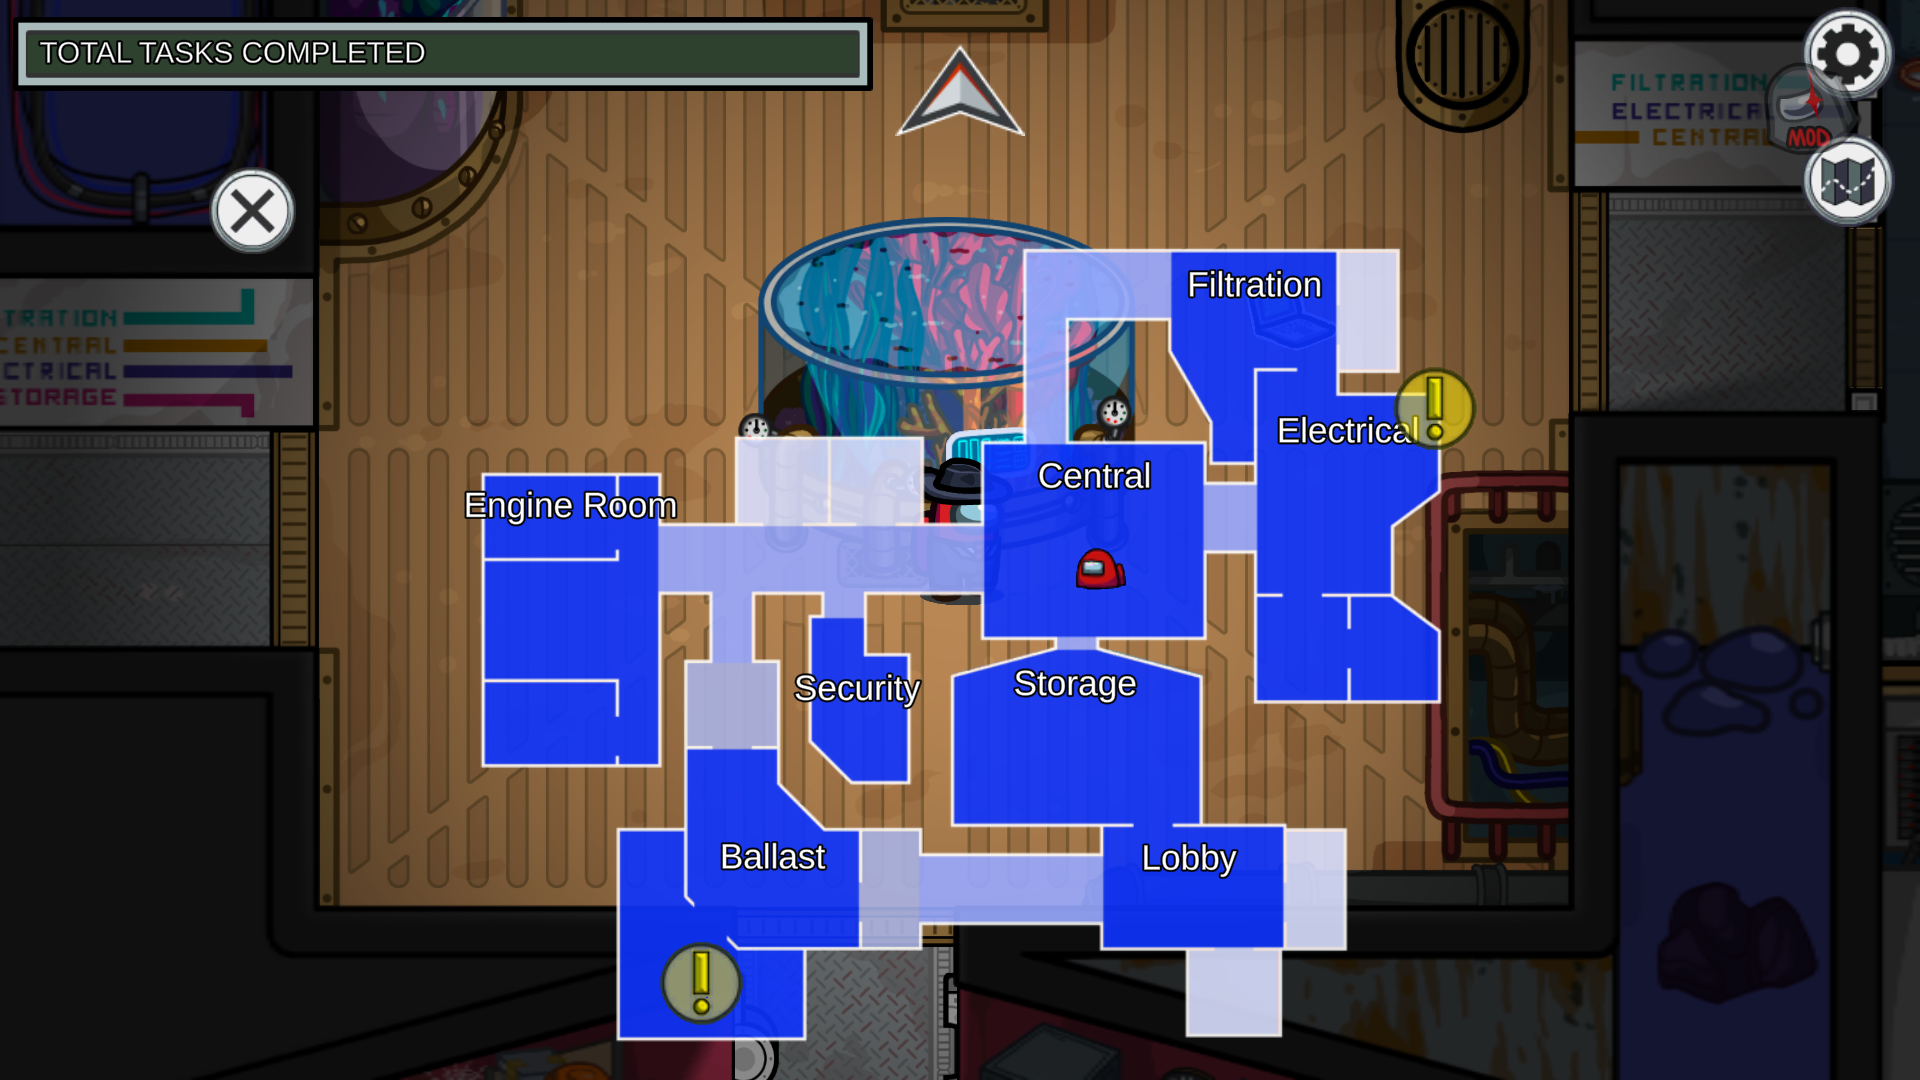 TOTAL TASKS COMPLETED
FILTRATION
ELECTRICAL
CENTRAL
MOD
Filtration
TRATION
CENTRAL
CTRICAL
STORAGE
Electrical
Central
Engine Room
Security
Storage
Ballast
Lobby